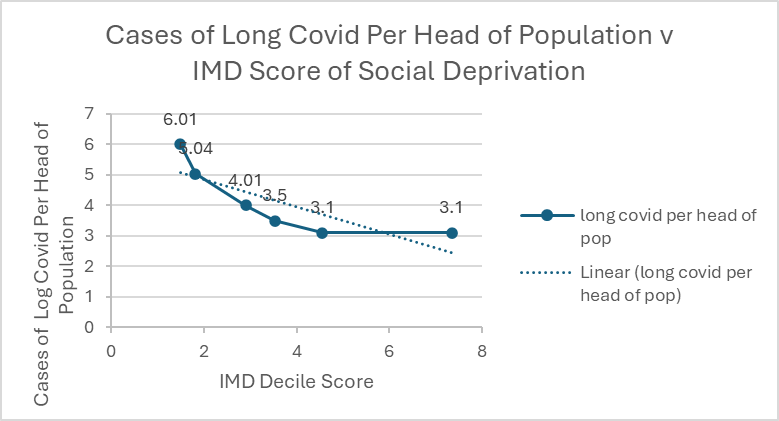 Cases of Long Covid Per Head of Population v
IMD Score of Social Deprivation
Cases of Log Covid Per Head of
Population
7
6
5
4
3
2
1
0
6.01
5.04
4.01
3.5
3.1
3.1
0
2
4
6
8
IMD Decile Score
long covid per head of
pop
Linear (long covid per
head of pop)